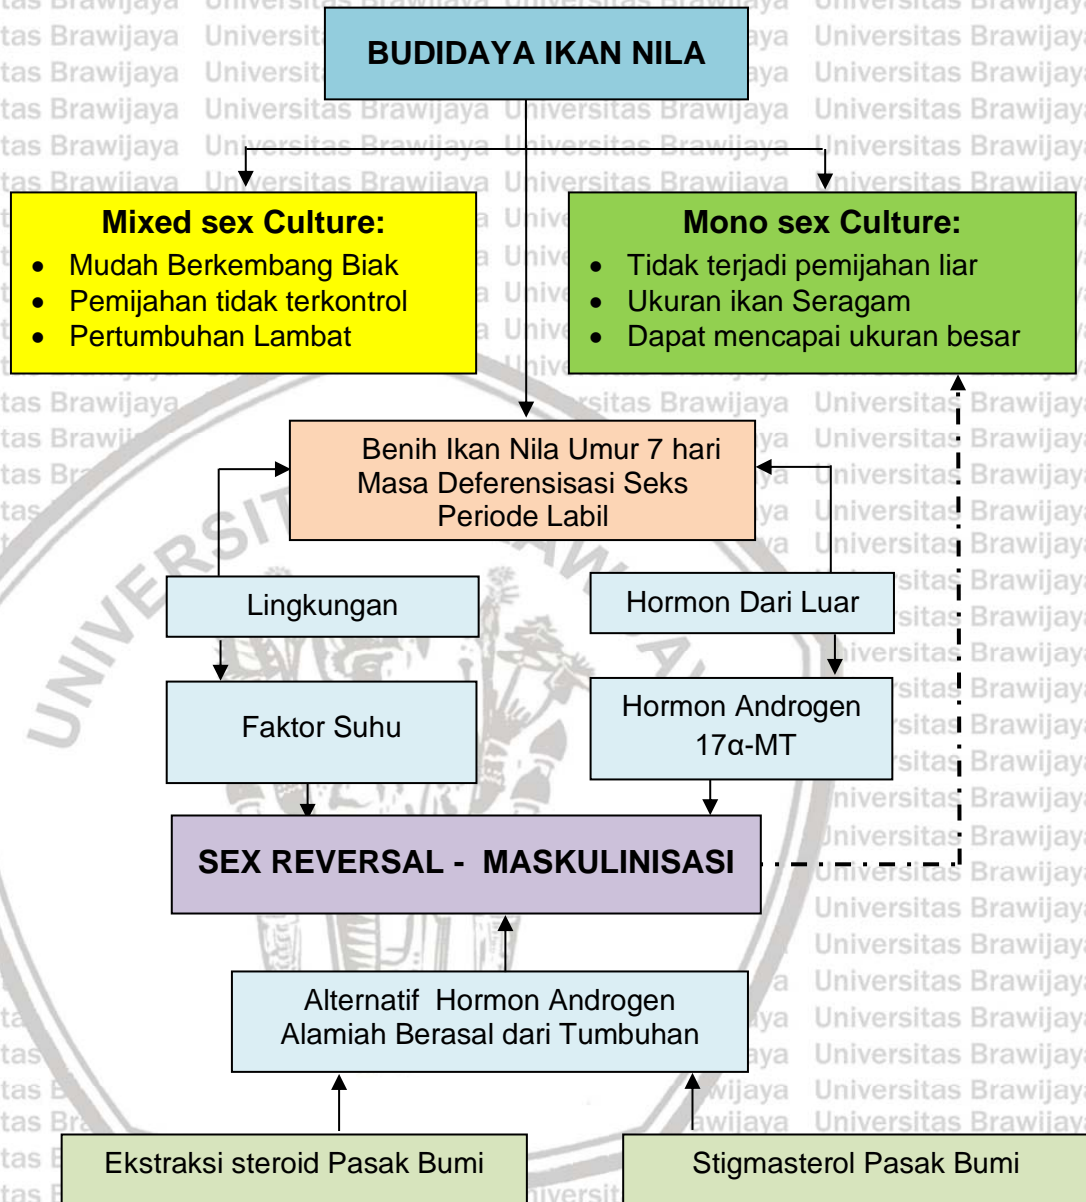 BUDIDAYA IKAN NILA
Mixed sex Culture:
• Mudah Berkembang Biak
• Pemijahan tidak terkontrol
• Pertumbuhan Lambat
Mono sex Culture:
• Tidak terjadi pemijahan liar
• Ukuran ikan Seragam
• Dapat mencapai ukuran besar
Benih Ikan Nila Umur 7 hari
Masa Deferensisasi Seks
Periode Labil
Lingkungan
Hormon Dari Luar
Faktor Suhu
Hormon Androgen
17α-MT
SEX REVERSAL - MASKULINISASI
Alternatif Hormon Androgen
Alamiah Berasal dari Tumbuhan
Ekstraksi steroid Pasak Bumi
Stigmasterol Pasak Bumi